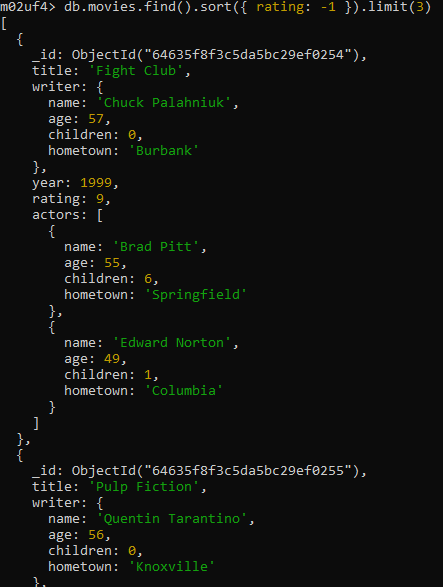 m02uf4> db.movies.find().sort({ rating: -1 }).limit(3)
[
  {
    _id: ObjectId("64635f8f3c5da5bc29ef0254"),
    title: 'Fight Club',
    writer: {
      name: 'Chuck Palahniuk',
      age: 57,
      children: 0,
      hometown: 'Burbank'
    },
    year: 1999,
    rating: 9,
    actors: [
      {
        name: 'Brad Pitt',
        age: 55,
        children: 6,
        hometown: 'Springfield'
      },
      {
        name: 'Edward Norton',
        age: 49,
        children: 1,
        hometown: 'Columbia'
      }
    ]
  },
  {
    _id: ObjectId("64635f8f3c5da5bc29ef0255"),
    title: 'Pulp Fiction',
    writer: {
      name: 'Quentin Tarantino',
      age: 56,
      children: 0,
      hometown: 'Knoxville'
    },